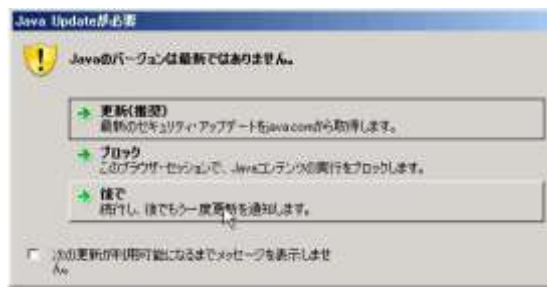 Java Updateが必要
Javaのバージョンは最新ではありません。
更新(推奨)
最新のセキュリティ・アップデートをjava.comから取得します。
ブロック
このブラウザ・セッションで、Javaコンテンツの実行をブロックします。
後で
続行し、後でもう一度更新を通知します。
次の更新が利用可能になるまでメッセージを表示しませ
ん。